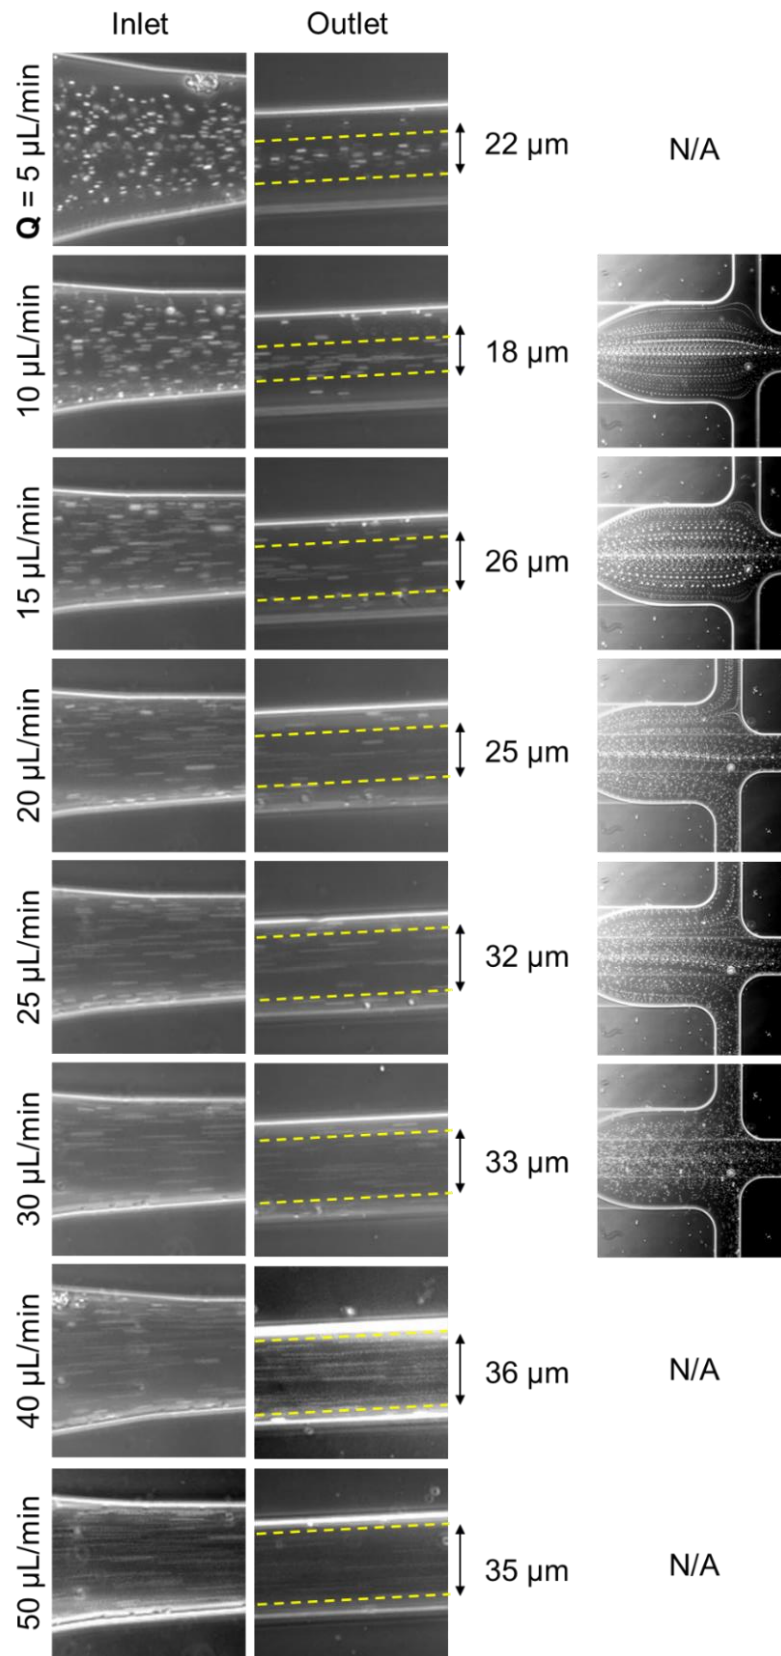 Inlet Outlet
Q = 5 µL/min 22 µm N/A
10 µL/min 18 µm
15 µL/min 26 µm
20 µL/min 25 µm
25 µL/min 32 µm
30 µL/min 33 µm
40 µL/min 36 µm N/A
50 µL/min 35 µm N/A